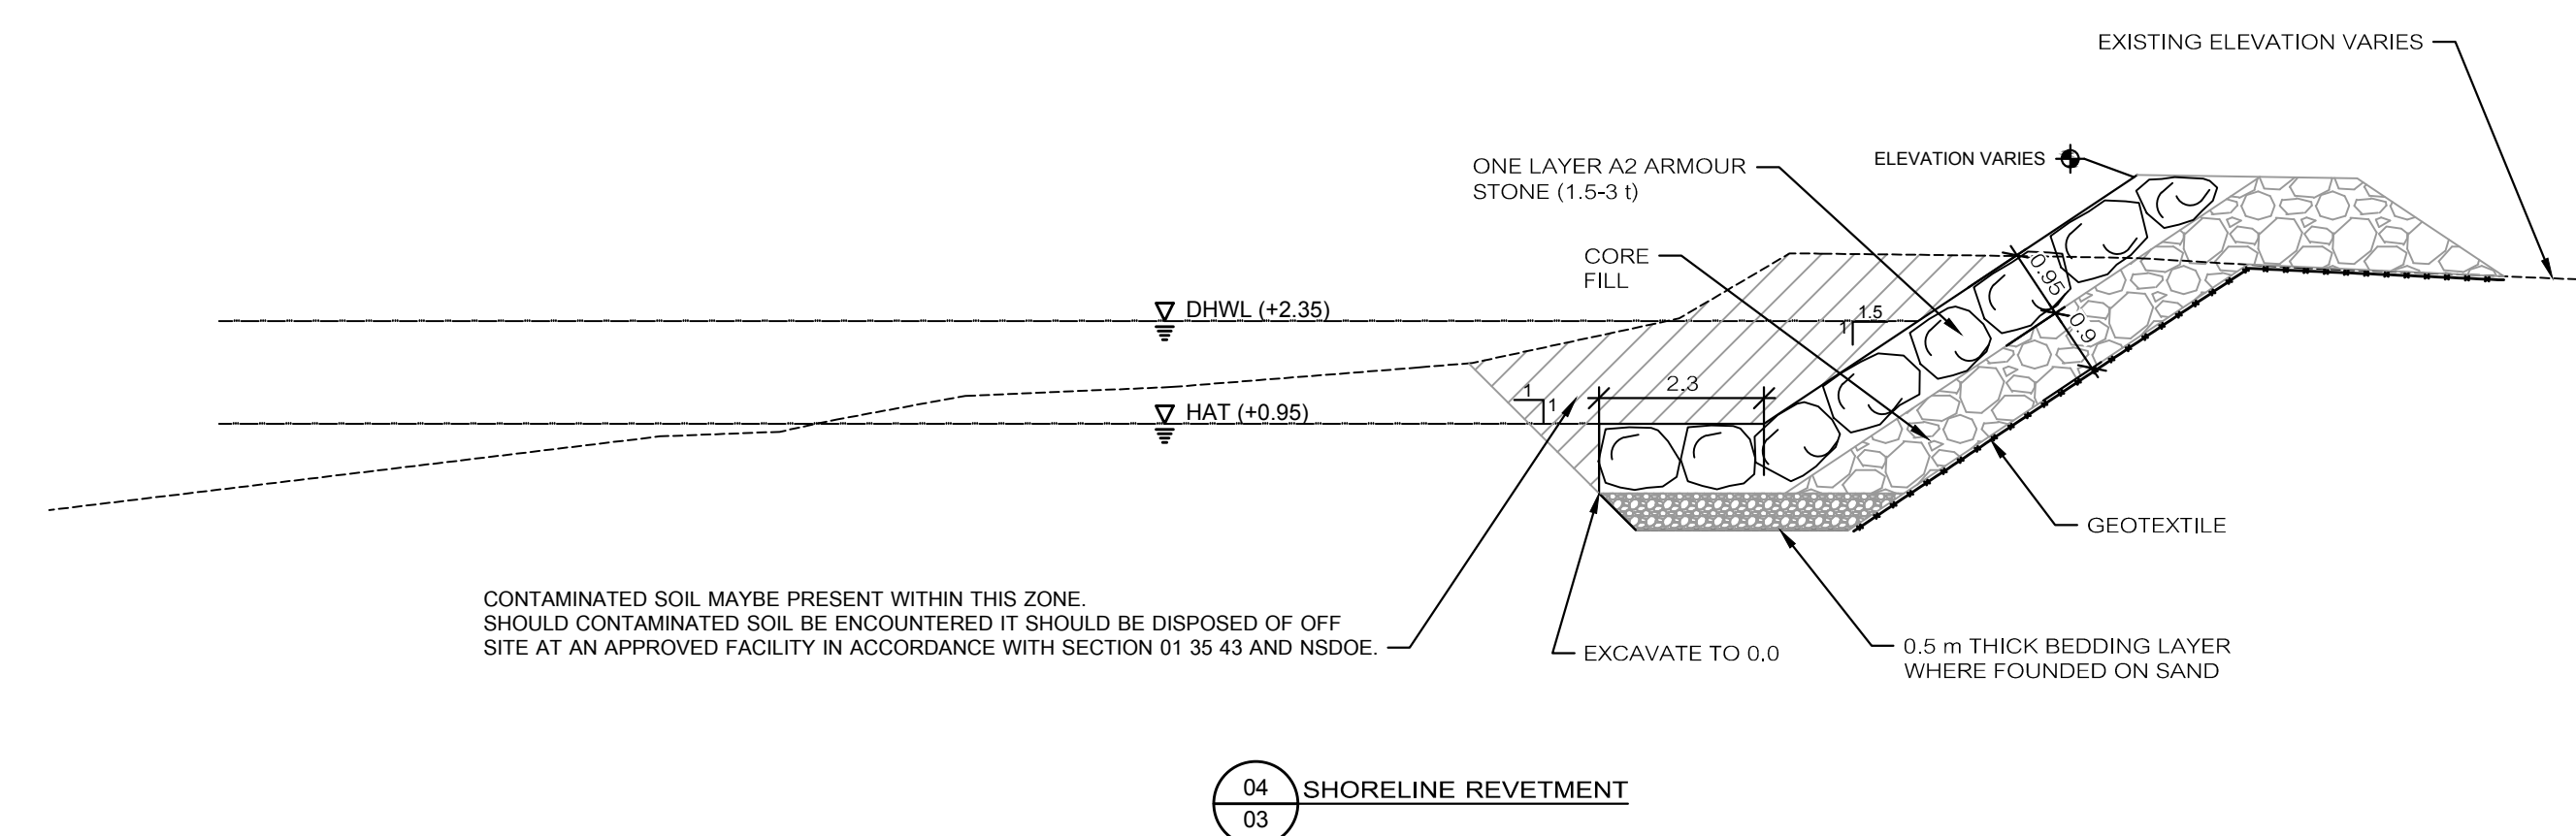 EXISTING ELEVATION VARIES
ELEVATION VARIES
ONE LAYER A2 ARMOUR
STONE (1.5-3 t)
CORE
FILL
0.95
0.9
DHWL (+2.35)
1.5
1
2.3
1
1
HAT (+0.95)
GEOTEXTILE
CONTAMINATED SOIL MAYBE PRESENT WITHIN THIS ZONE.
SHOULD CONTAMINATED SOIL BE ENCOUNTERED IT SHOULD BE DISPOSED OF OFF
SITE AT AN APPROVED FACILITY IN ACCORDANCE WITH SECTION 01 35 43 AND NSDOE.
EXCAVATE TO 0.0
0.5 m THICK BEDDING LAYER
WHERE FOUNDED ON SAND
04
03
SHORELINE REVETMENT